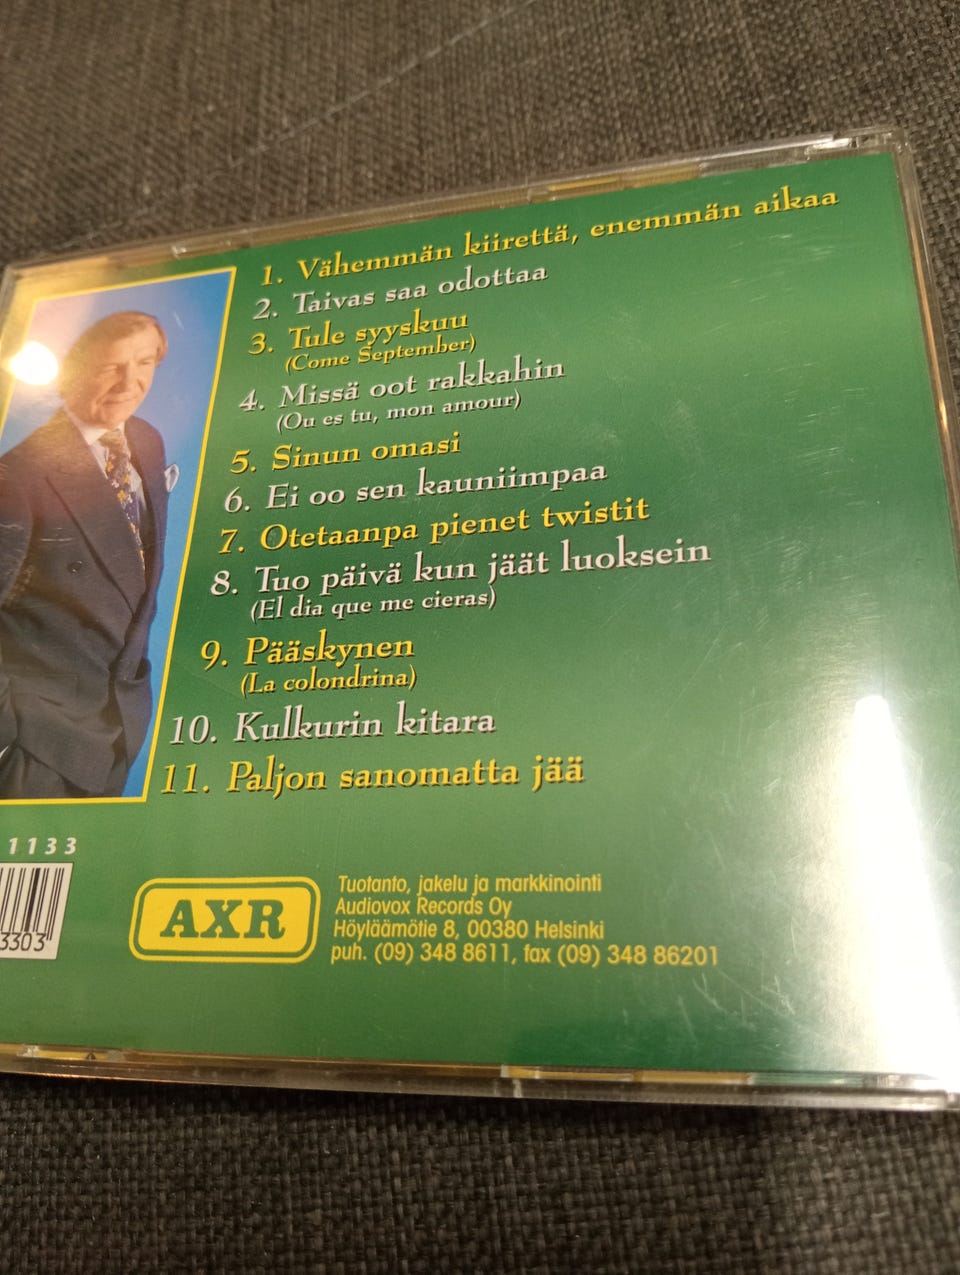 1. Vähemmän kiirettä, enemmän aikaa
2. Taivas saa odottaa
3. Tule syyskuu
(Come September)
4. Missä oot rakkahin
(Ou es tu, mon amour)
5. Sinun omasi
6. Ei oo sen kauniimpaa
7. Otetaanpa pienet twistit
8. Tuo päivä kun jäät luoksein
(El dia que me cieras)
9. Pääskynen
(La colondrina)
10. Kulkurin kitara
11. Paljon sanomatta jää
1133
3303
AXR
Tuotanto, jakelu ja markkinointi
Audiovox Records Oy
Höyläämötie 8, 00380 Helsinki
puh. (09) 348 8611, fax (09) 348 86201